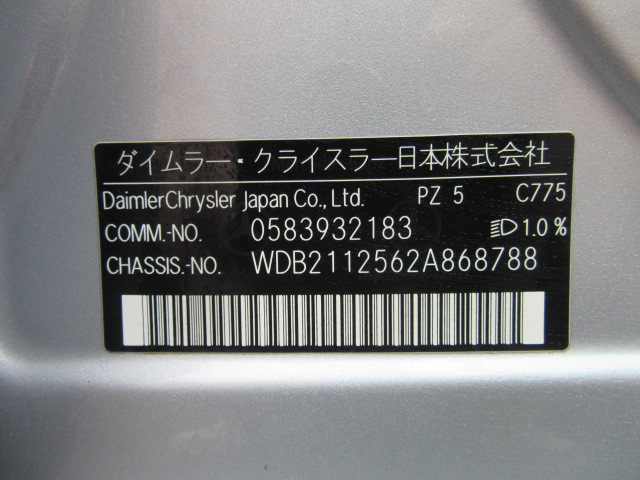 ダイムラー・クライスラー日本株式会社
DaimlerChrysler Japan Co., Ltd. PZ 5 C775
COMM.-NO. 0583932183 1.0 %
CHASSIS.-NO. WDB2112562A868788